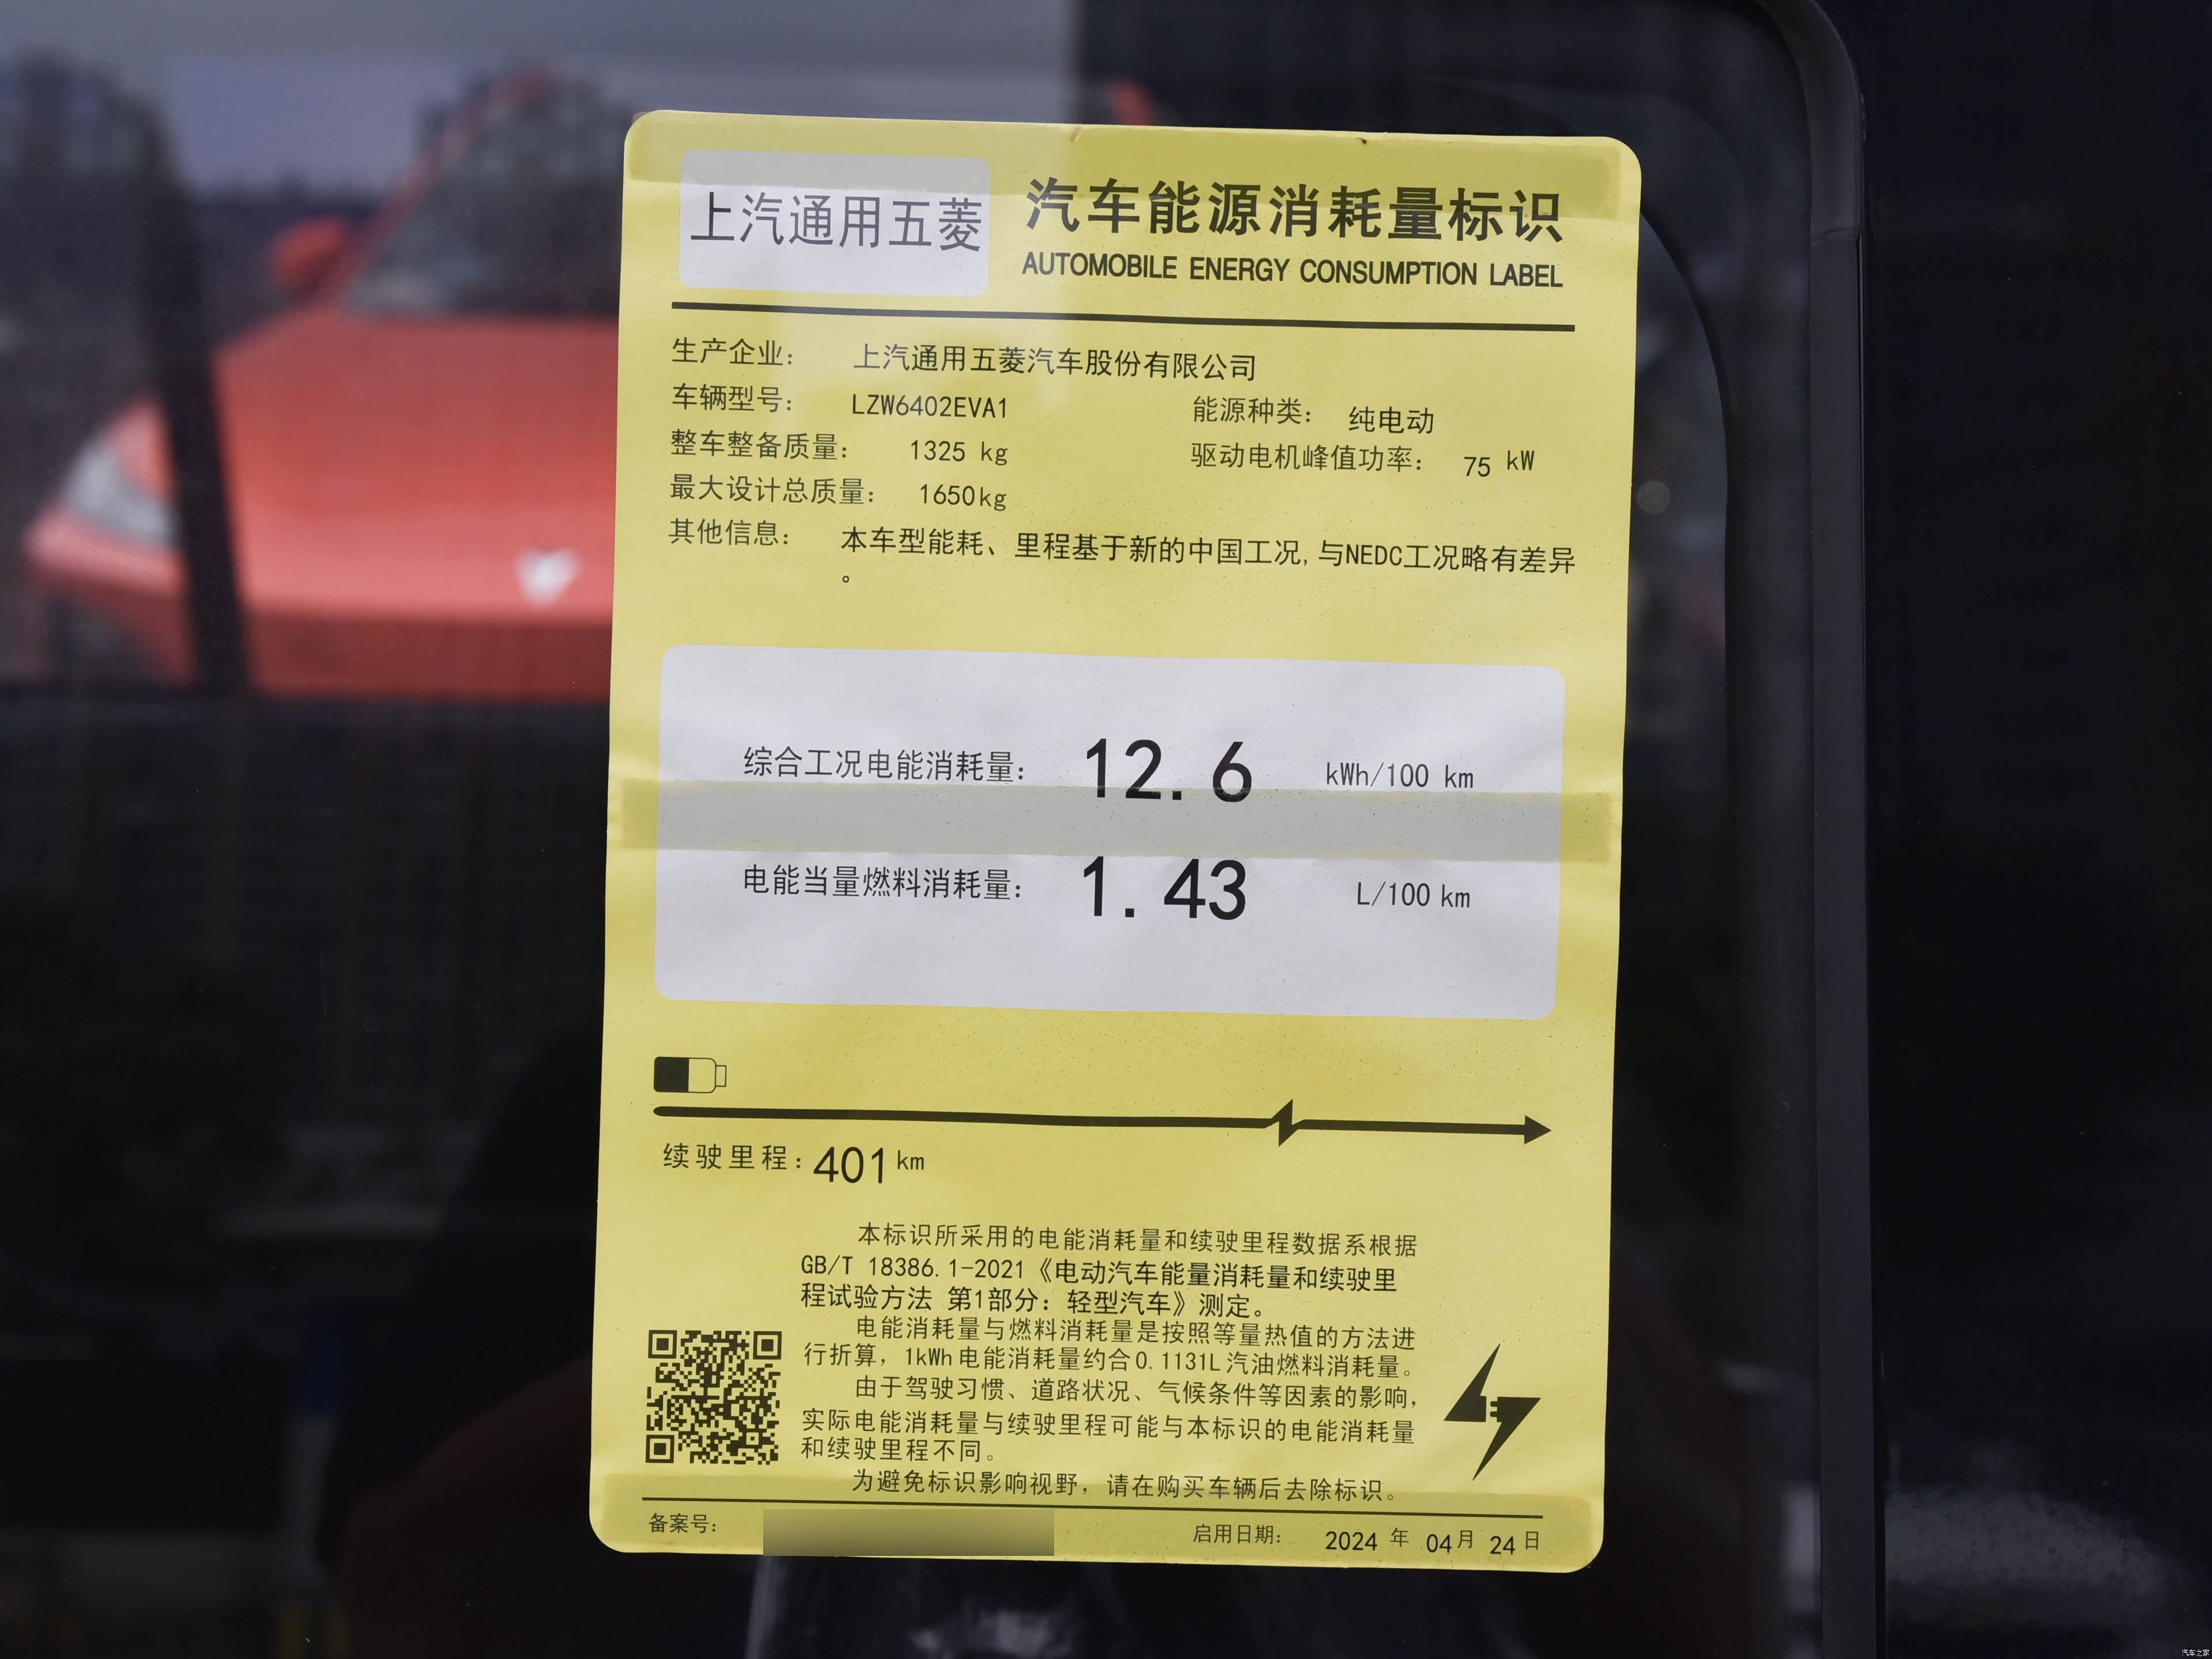 上汽通用五菱
汽车能源消耗量标识
AUTOMOBILE ENERGY CONSUMPTION LABEL
生产企业： 上汽通用五菱汽车股份有限公司
车辆型号： LZW6402EVA1 能源种类： 纯电动
整车整备质量： 1325 kg 驱动电机峰值功率： 75 kW
最大设计总质量： 1650kg
其他信息： 本车型能耗、里程基于新的中国工况,与NEDC工况略有差异
。
综合工况电能消耗量： 12.6 kWh/100 km
电能当量燃料消耗量： 1.43 L/100 km
续驶里程：401km
本标识所采用的电能消耗量和续驶里程数据系根据
GB/T 18386.1-2021《电动汽车能量消耗量和续驶里
程试验方法 第1部分：轻型汽车》测定。
电能消耗量与燃料消耗量是按照等量热值的方法进
行折算，1kWh电能消耗量约合0.1131L汽油燃料消耗量。
由于驾驶习惯、道路状况、气候条件等因素的影响，
实际电能消耗量与续驶里程可能与本标识的电能消耗量
和续驶里程不同。
为避免标识影响视野，请在购买车辆后去除标识。
备案号： 启用日期： 2024 年 04月 24日
汽车之家